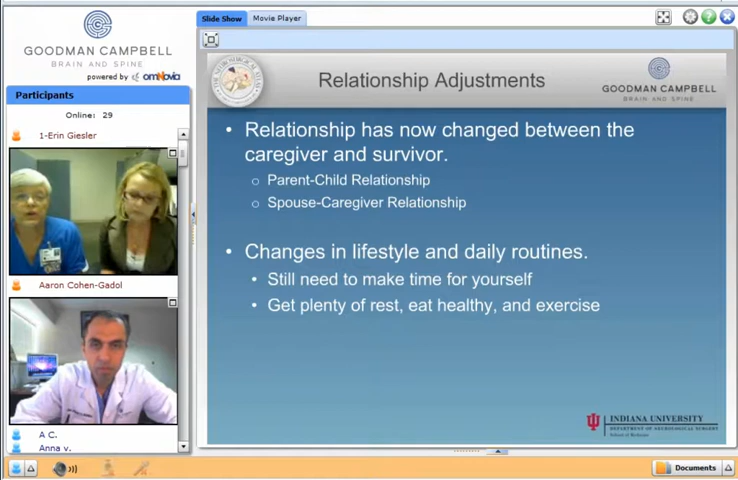 GOODMAN CAMPBELL
BRAIN AND SPINE
powered by omNovia
Participants
Online: 29
1-Erin Giesler
Aaron Cohen-Gadol
A C.
Anna v.
Slide Show
Movie Player
Relationship Adjustments
GOODMAN CAMPBELL
BRAIN AND SPINE
• Relationship has now changed between the
caregiver and survivor.
○ Parent-Child Relationship
○ Spouse-Caregiver Relationship
• Changes in lifestyle and daily routines.
• Still need to make time for yourself
• Get plenty of rest, eat healthy, and exercise
INDIANA UNIVERSITY
DEPARTMENT OF NEUROLOGICAL SURGERY
School of Medicine
Documents